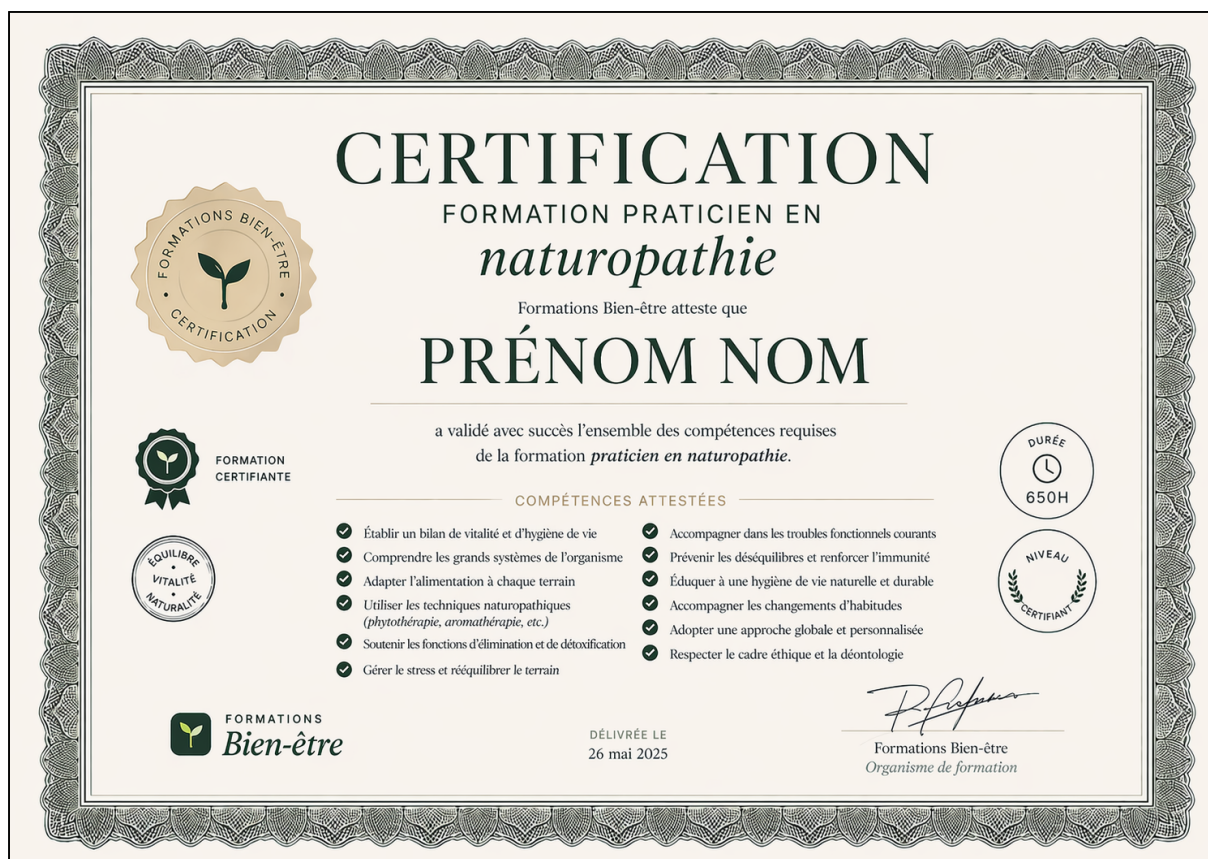 CERTIFICATION
FORMATION PRATICIEN EN
naturopathie
Formations Bien-être atteste que
PRÉNOM NOM
a validé avec succès l'ensemble des compétences requises
de la formation praticien en naturopathie.
FORMATIONS BIEN-ÊTRE
CERTIFICATION
FORMATION
CERTIFIANTE
ÉQUILIBRE
VITALITÉ
NATURALITÉ
COMPÉTENCES ATTESTÉES
Établir un bilan de vitalité et d'hygiène de vie
Comprendre les grands systèmes de l'organisme
Adapter l'alimentation à chaque terrain
Utiliser les techniques naturopathiques
(phytothérapie, aromathérapie, etc.)
Soutenir les fonctions d'élimination et de détoxification
Gérer le stress et rééquilibrer le terrain
Accompagner dans les troubles fonctionnels courants
Prévenir les déséquilibres et renforcer l'immunité
Éduquer à une hygiène de vie naturelle et durable
Accompagner les changements d'habitudes
Adopter une approche globale et personnalisée
Respecter le cadre éthique et la déontologie
DURÉE
650H
NIVEAU
CERTIFIANT
FORMATIONS
Bien-être
DÉLIVRÉE LE
26 mai 2025
Formations Bien-être
Organisme de formation